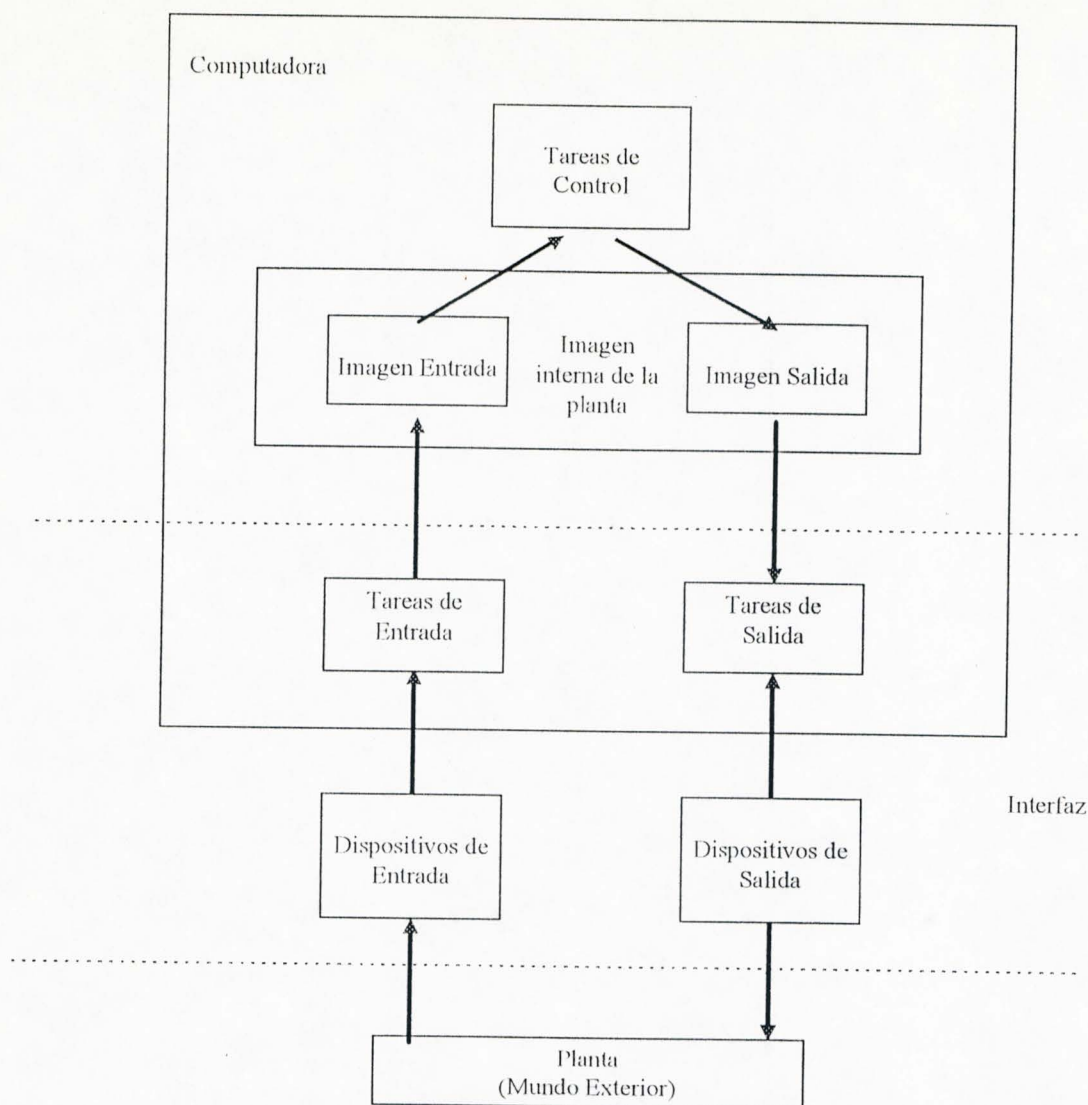 Computadora
Tareas de
Control
Imagen Entrada
Imagen
interna de la
planta
Imagen Salida
Tareas de
Entrada
Tareas de
Salida
Interfaz
Dispositivos de
Entrada
Dispositivos de
Salida
Planta
(Mundo Exterior)